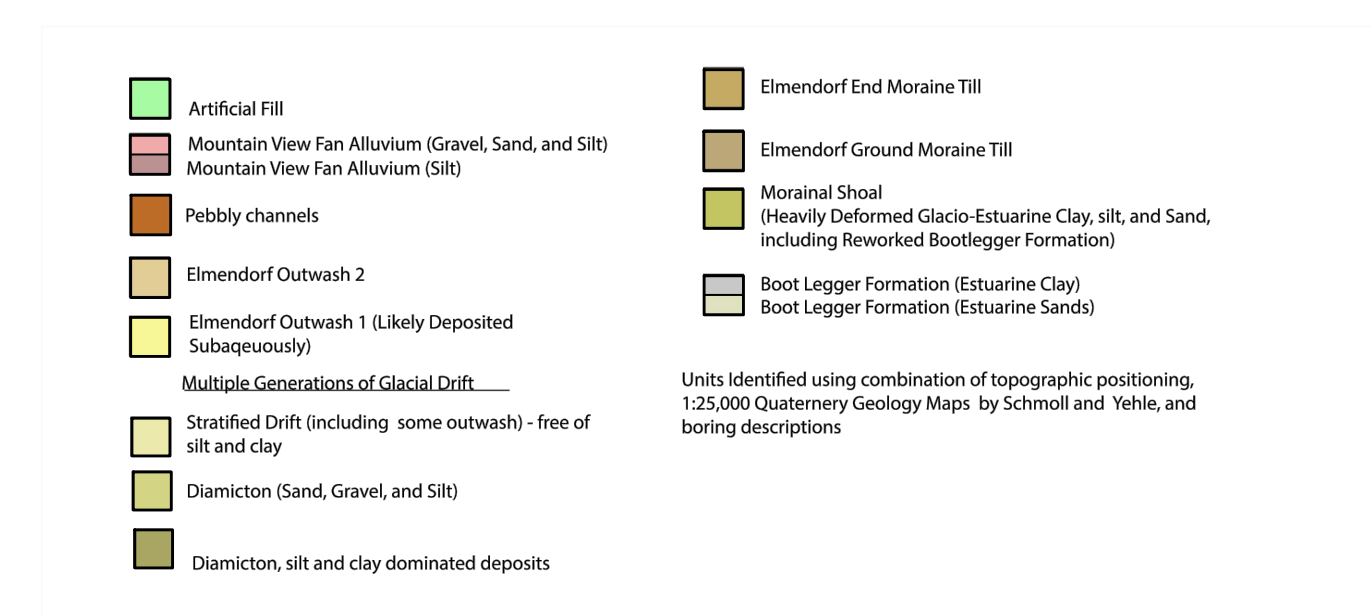 Artificial Fill
Mountain View Fan Alluvium (Gravel, Sand, and Silt)
Mountain View Fan Alluvium (Silt)
Pebbly channels
Elmendorf Outwash 2
Elmendorf Outwash 1 (Likely Deposited
Subaqeuously)
Multiple Generations of Glacial Drift
Stratified Drift (including some outwash) - free of
silt and clay
Diamicton (Sand, Gravel, and Silt)
Diamicton, silt and clay dominated deposits
Elmendorf End Moraine Till
Elmendorf Ground Moraine Till
Morainal Shoal
(Heavily Deformed Glacio-Estuarine Clay, silt, and Sand,
including Reworked Bootlegger Formation)
Boot Legger Formation (Estuarine Clay)
Boot Legger Formation (Estuarine Sands)
Units Identified using combination of topographic positioning,
1:25,000 Quaternery Geology Maps by Schmoll and Yehle, and
boring descriptions